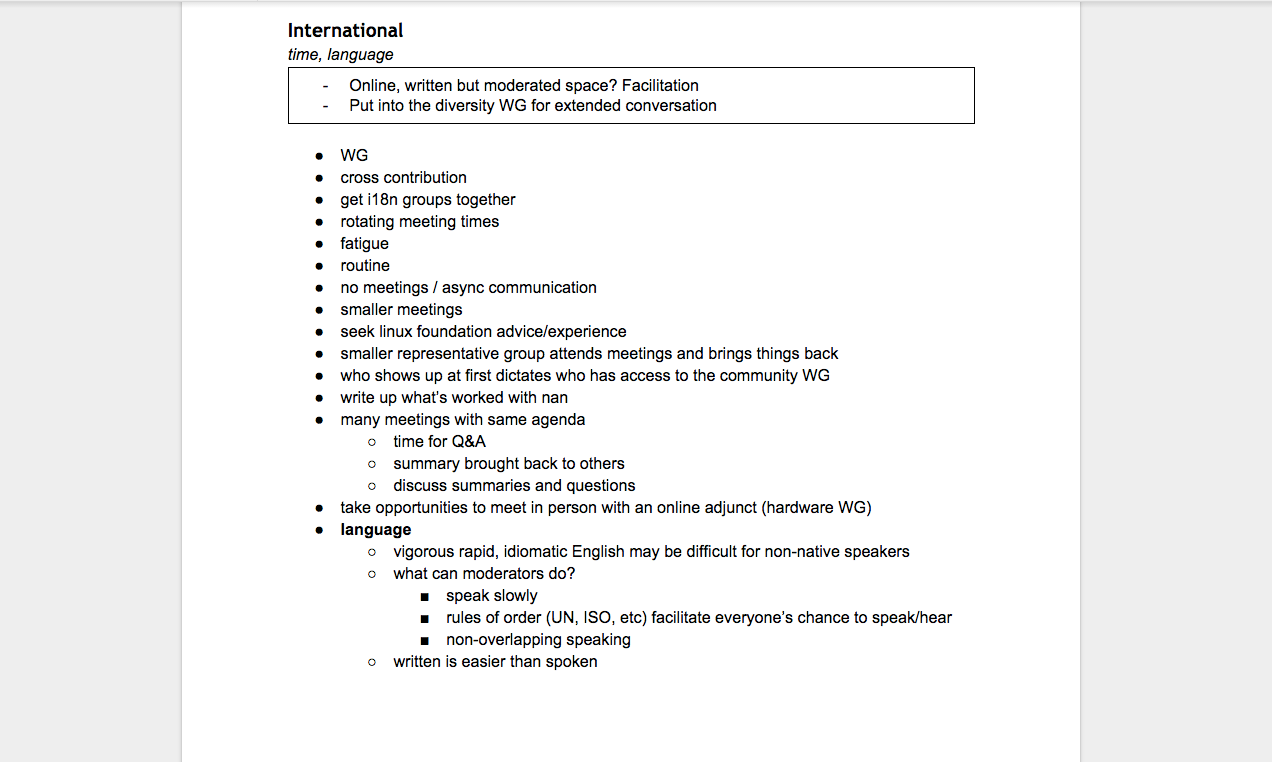 International
time, language
- Online, written but moderated space? Facilitation
- Put into the diversity WG for extended conversation
● WG
● cross contribution
● get i18n groups together
● rotating meeting times
● fatigue
● routine
● no meetings / async communication
● smaller meetings
● seek linux foundation advice/experience
● smaller representative group attends meetings and brings things back
● who shows up at first dictates who has access to the community WG
● write up what’s worked with nan
● many meetings with same agenda
○ time for Q&A
○ summary brought back to others
○ discuss summaries and questions
● take opportunities to meet in person with an online adjunct (hardware WG)
● language
○ vigorous rapid, idiomatic English may be difficult for non-native speakers
○ what can moderators do?
■ speak slowly
■ rules of order (UN, ISO, etc) facilitate everyone’s chance to speak/hear
■ non-overlapping speaking
○ written is easier than spoken